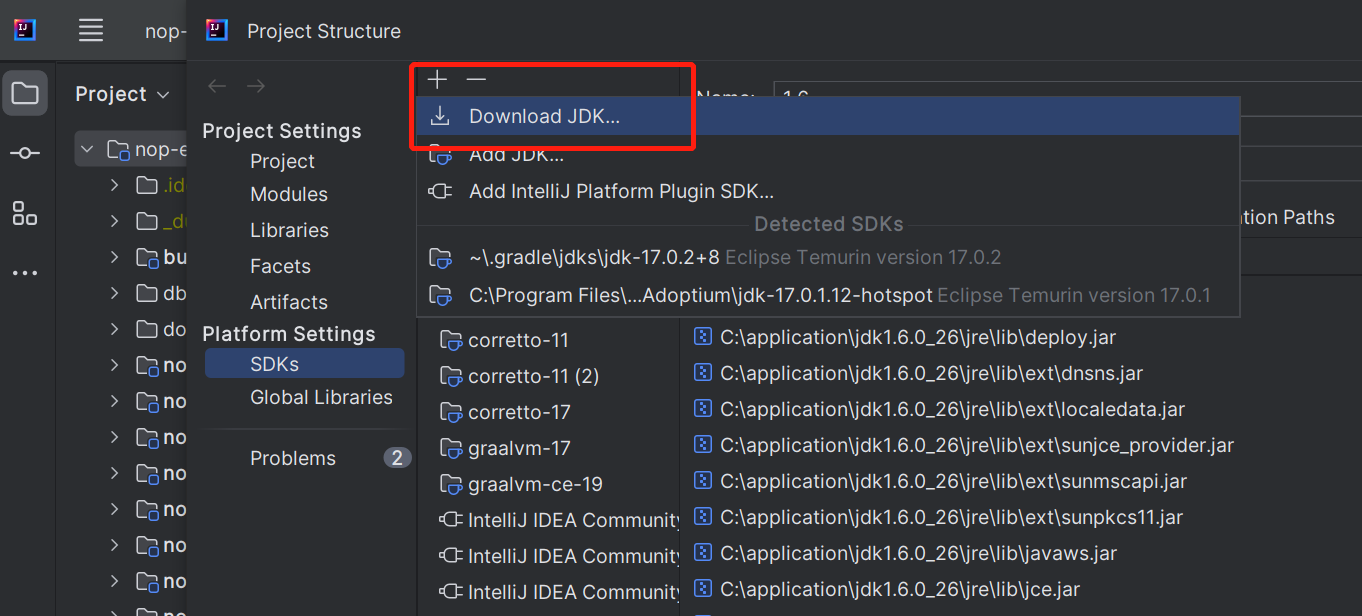 nop-
Project Structure
Project
nop-e
.id
_d
bu
db
do
no
no
no
no
no
no
no
Project Settings
Project
Modules
Libraries
Facets
Artifacts
Platform Settings
SDKs
Global Libraries
Problems 2
Name: 1.6
Download JDK...
Add JDK...
Add IntelliJ Platform Plugin SDK...
Detected SDKs
~\.gradle\jdks\jdk-17.0.2+8 Eclipse Temurin version 17.0.2
C:\Program Files\...Adoptium\jdk-17.0.1.12-hotspot Eclipse Temurin version 17.0.1
tion Paths
corretto-11
corretto-11 (2)
corretto-17
graalvm-17
graalvm-ce-19
IntelliJ IDEA Community
IntelliJ IDEA Community
IntelliJ IDEA Community
C:\application\jdk1.6.0_26\jre\lib\deploy.jar
C:\application\jdk1.6.0_26\jre\lib\ext\dnsns.jar
C:\application\jdk1.6.0_26\jre\lib\ext\localedata.jar
C:\application\jdk1.6.0_26\jre\lib\ext\sunjce_provider.jar
C:\application\jdk1.6.0_26\jre\lib\ext\sunmscapi.jar
C:\application\jdk1.6.0_26\jre\lib\ext\sunpkcs11.jar
C:\application\jdk1.6.0_26\jre\lib\javaws.jar
C:\application\jdk1.6.0_26\jre\lib\jce.jar